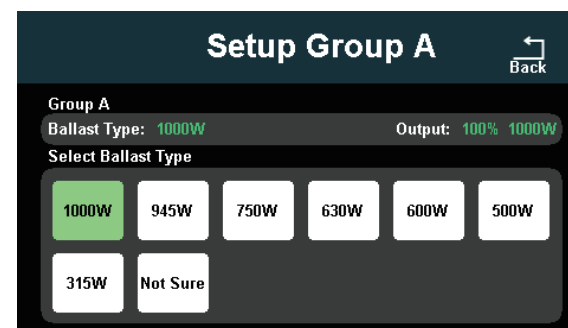 Setup Group A
Back
Group A
Ballast Type: 1000W Output: 100% 1000W
Select Ballast Type
1000W 945W 750W 630W 600W 500W
315W Not Sure